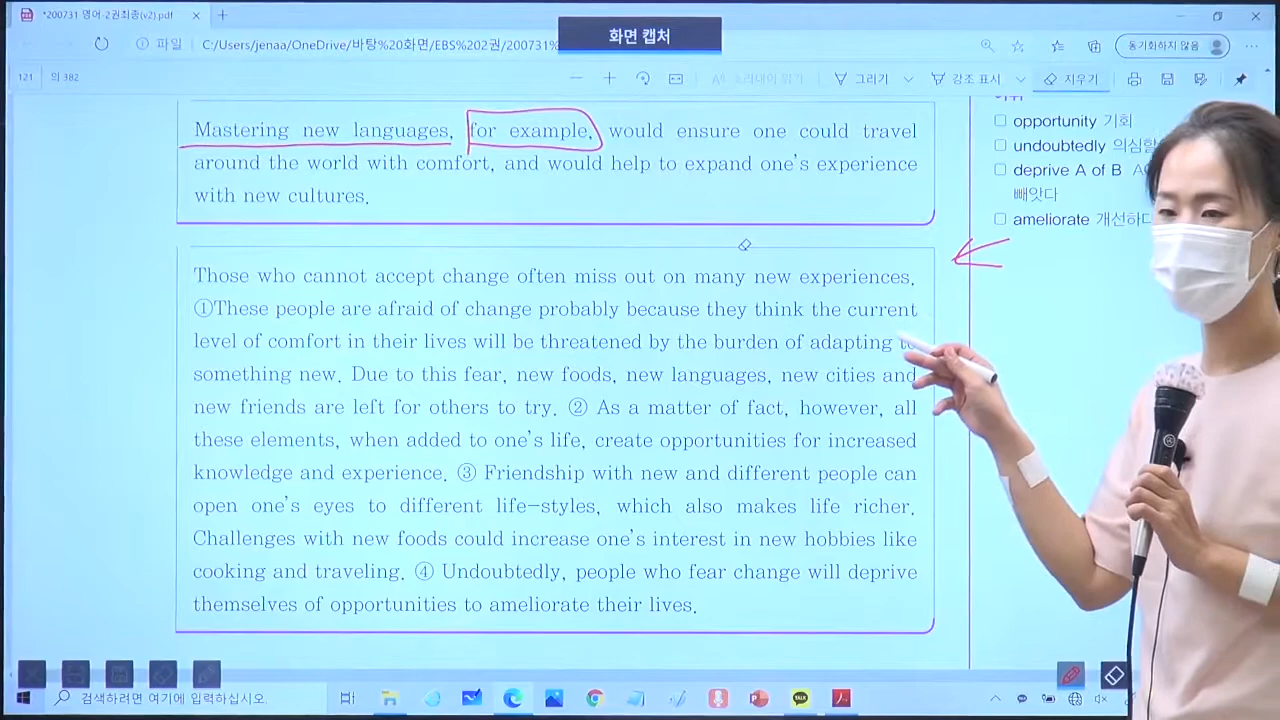 *200731 영어-2권최종(v2).pdf
화면 캡처
파일
C:/Users/jenaa/OneDrive/바탕%20화면/EBS%202권/200731%
동기화하지 않음
121
의 382
소리내어 읽기
그리기
강조 표시
지우기
Mastering new languages, for example, would ensure one could travel
around the world with comfort, and would help to expand one's experience
with new cultures.
어휘
opportunity 기회
undoubtedly 의심할
deprive A of B
빼앗다
ameliorate 개선하다
Those who cannot accept change often miss out on many new experiences.
①These people are afraid of change probably because they think the current
level of comfort in their lives will be threatened by the burden of adapting to
something new. Due to this fear, new foods, new languages, new cities and
new friends are left for others to try. ② As a matter of fact, however, all
these elements, when added to one's life, create opportunities for increased
knowledge and experience. ③ Friendship with new and different people can
open one's eyes to different life-styles, which also makes life richer.
Challenges with new foods could increase one's interest in new hobbies like
cooking and traveling. ④ Undoubtedly, people who fear change will deprive
themselves of opportunities to ameliorate their lives.
검색하려면 여기에 입력하십시오.